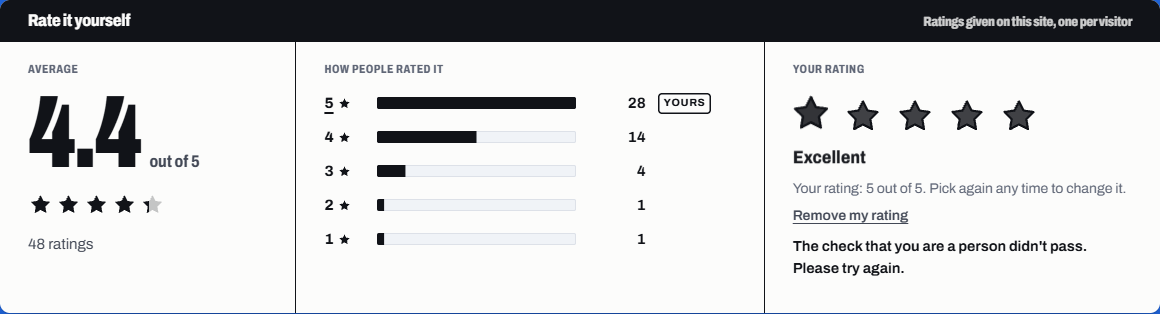 Rate it yourself
Ratings given on this site, one per visitor
AVERAGE
4.4 out of 5
48 ratings
HOW PEOPLE RATED IT
5 ★ 28 YOURS
4 ★ 14
3 ★ 4
2 ★ 1
1 ★ 1
YOUR RATING
Excellent
Your rating: 5 out of 5. Pick again any time to change it.
Remove my rating
The check that you are a person didn't pass.
Please try again.